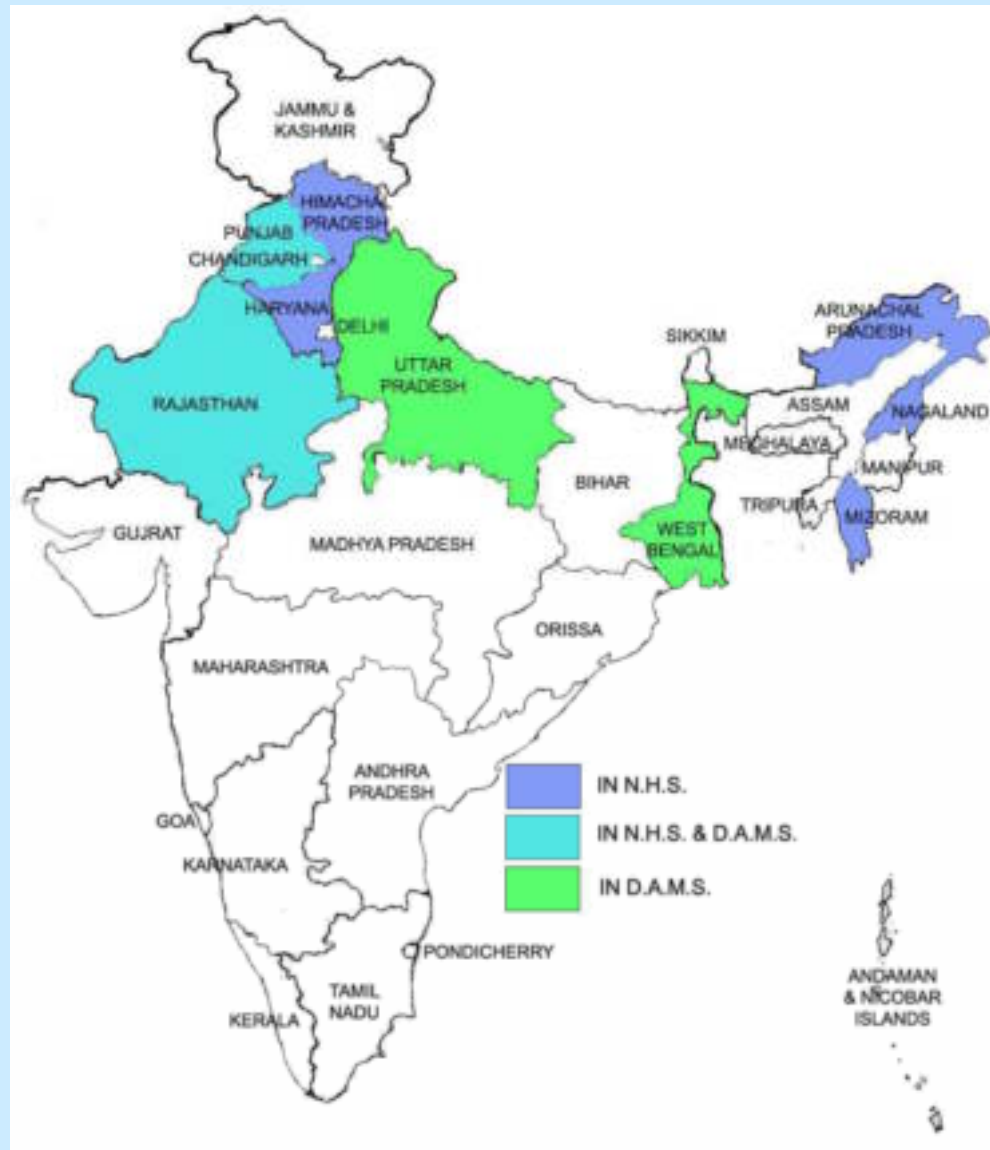 JAMMU &
KASHMIR
HIMACHAL
PRADESH
PUNJAB
CHANDIGARH
HARYANA
DELHI
UTTAR
PRADESH
RAJASTHAN
SIKKIM
ARUNACHAL
PRADESH
ASSAM
NAGALAND
MEGHALAYA
MANIPUR
BIHAR
TRIPURA
MIZORAM
GUJRAT
MADHYA PRADESH
WEST
BENGAL
ORISSA
MAHARASHTRA
ANDHRA
PRADESH
GOA
KARNATAKA
IN N.H.S.
IN N.H.S. & D.A.M.S.
IN D.A.M.S.
PONDICHERRY
TAMIL
NADU
KERALA
ANDAMAN
& NICOBAR
ISLANDS